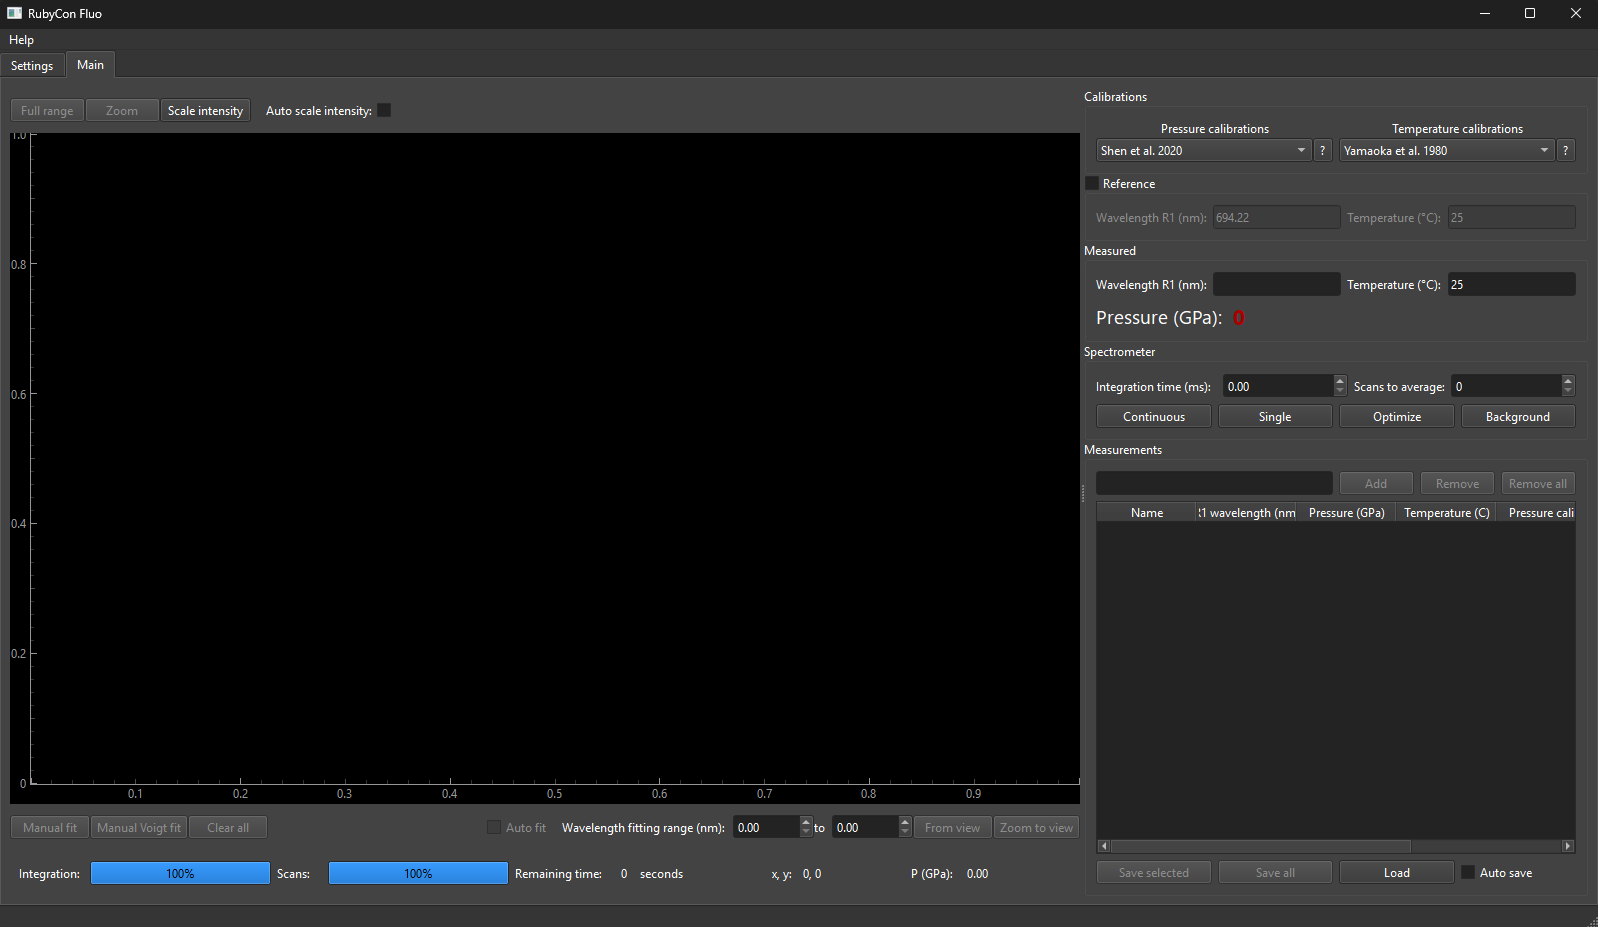 RubyCon Fluo
Help
Settings Main
Full range Zoom Scale intensity Auto scale intensity:
1.0
0.8
0.6
0.4
0.2
0
0.1 0.2 0.3 0.4 0.5 0.6 0.7 0.8 0.9
Manual fit Manual Voigt fit Clear all Auto fit Wavelength fitting range (nm): 0.00 to 0.00 From view Zoom to view
Integration: 100% Scans: 100% Remaining time: 0 seconds x, y: 0, 0 P (GPa): 0.00
Calibrations
Pressure calibrations Temperature calibrations
Shen et al. 2020 ? Yamaoka et al. 1980 ?
Reference
Wavelength R1 (nm): 694.22 Temperature (°C): 25
Measured
Wavelength R1 (nm): Temperature (°C): 25
Pressure (GPa): 0
Spectrometer
Integration time (ms): 0.00 Scans to average: 0
Continuous Single Optimize Background
Measurements
Add Remove Remove all
Name 1 wavelength (nm Pressure (GPa) Temperature (C) Pressure cali
Save selected Save all Load Auto save